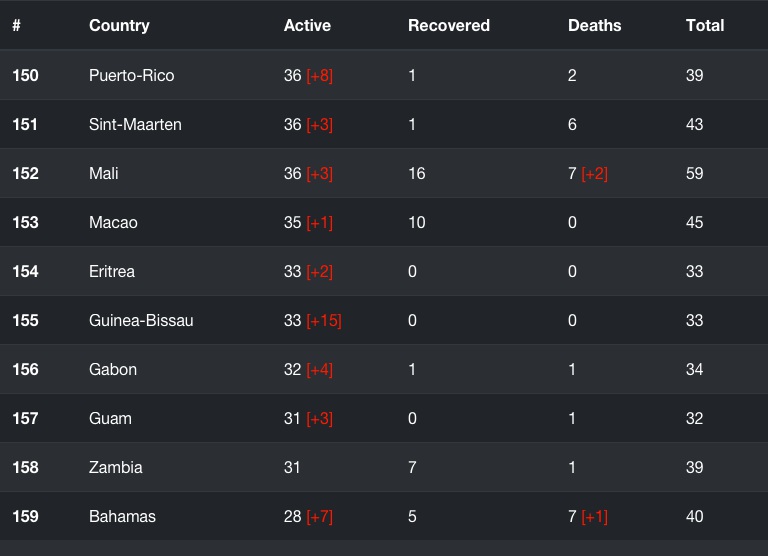 # Country Active Recovered Deaths Total
150 Puerto-Rico 36 [+8] 1 2 39
151 Sint-Maarten 36 [+3] 1 6 43
152 Mali 36 [+3] 16 7 [+2] 59
153 Macao 35 [+1] 10 0 45
154 Eritrea 33 [+2] 0 0 33
155 Guinea-Bissau 33 [+15] 0 0 33
156 Gabon 32 [+4] 1 1 34
157 Guam 31 [+3] 0 1 32
158 Zambia 31 7 1 39
159 Bahamas 28 [+7] 5 7 [+1] 40